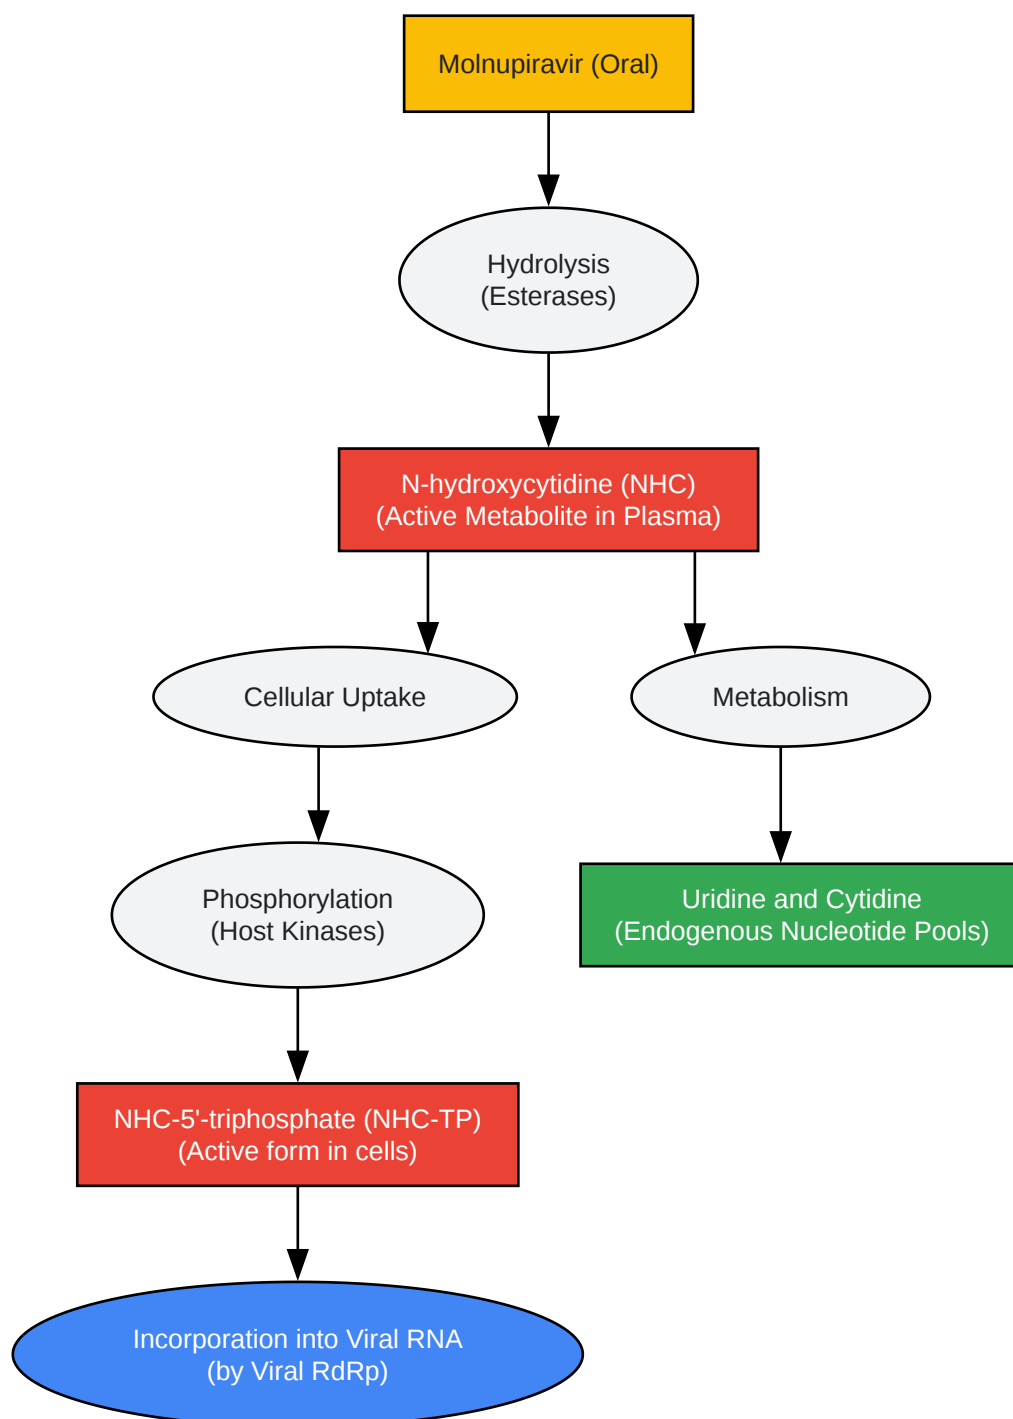 Molnupiravir (Oral)
Hydrolysis
(Esterases)
N-hydroxycytidine (NHC)
(Active Metabolite in Plasma)
Cellular Uptake
Metabolism
Phosphorylation
(Host Kinases)
Uridine and Cytidine
(Endogenous Nucleotide Pools)
NHC-5'-triphosphate (NHC-TP)
(Active form in cells)
Incorporation into Viral RNA
(by Viral RdRp)